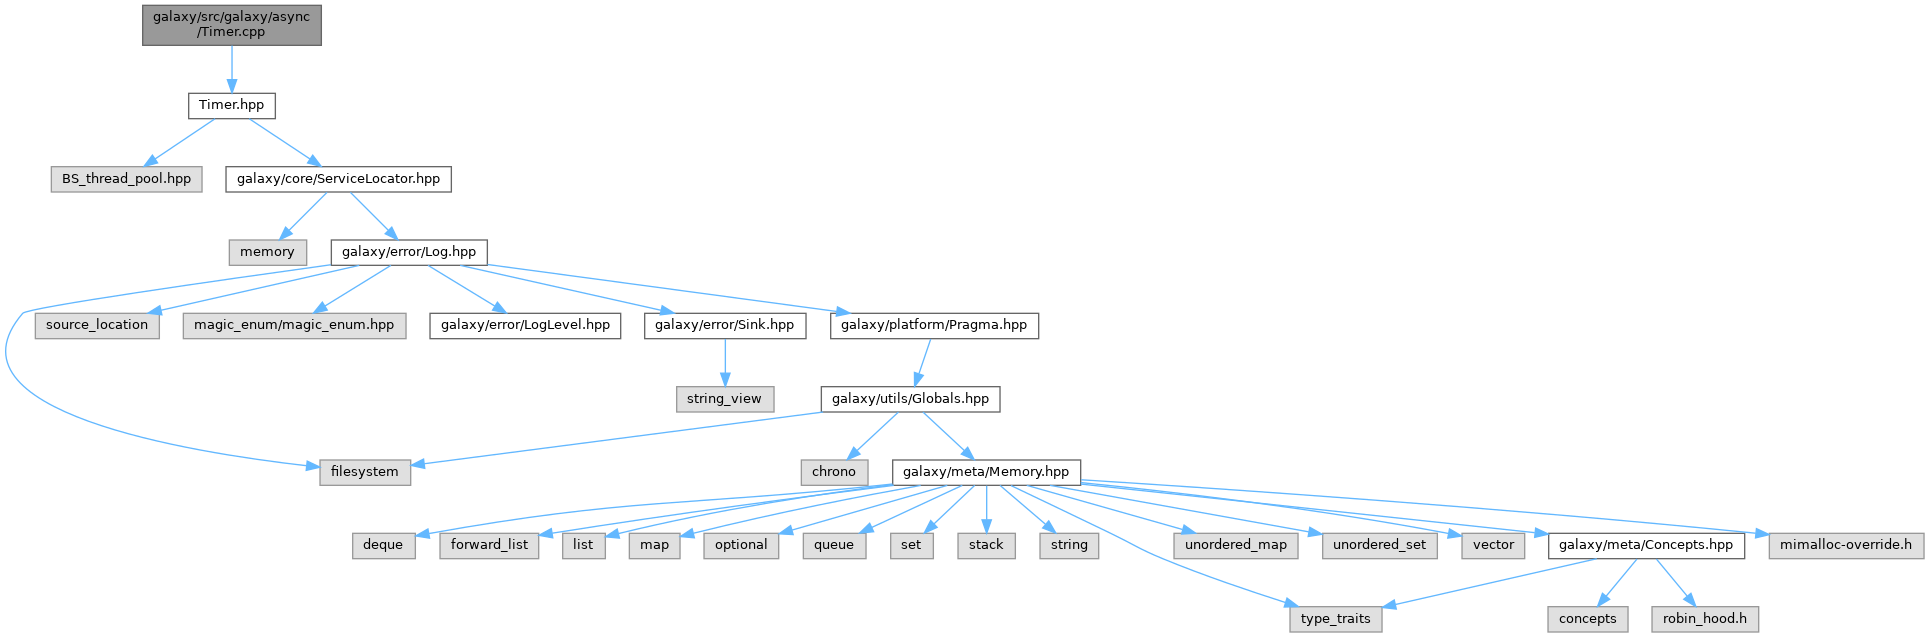 galaxy/src/galaxy/async
/Timer.cpp
Timer.hpp
BS_thread_pool.hpp
galaxy/core/ServiceLocator.hpp
memory
galaxy/error/Log.hpp
source_location
magic_enum/magic_enum.hpp
galaxy/error/LogLevel.hpp
galaxy/error/Sink.hpp
galaxy/platform/Pragma.hpp
string_view
galaxy/utils/Globals.hpp
filesystem
chrono
galaxy/meta/Memory.hpp
deque
forward_list
list
map
optional
queue
set
stack
string
unordered_map
unordered_set
vector
galaxy/meta/Concepts.hpp
mimalloc-override.h
type_traits
concepts
robin_hood.h